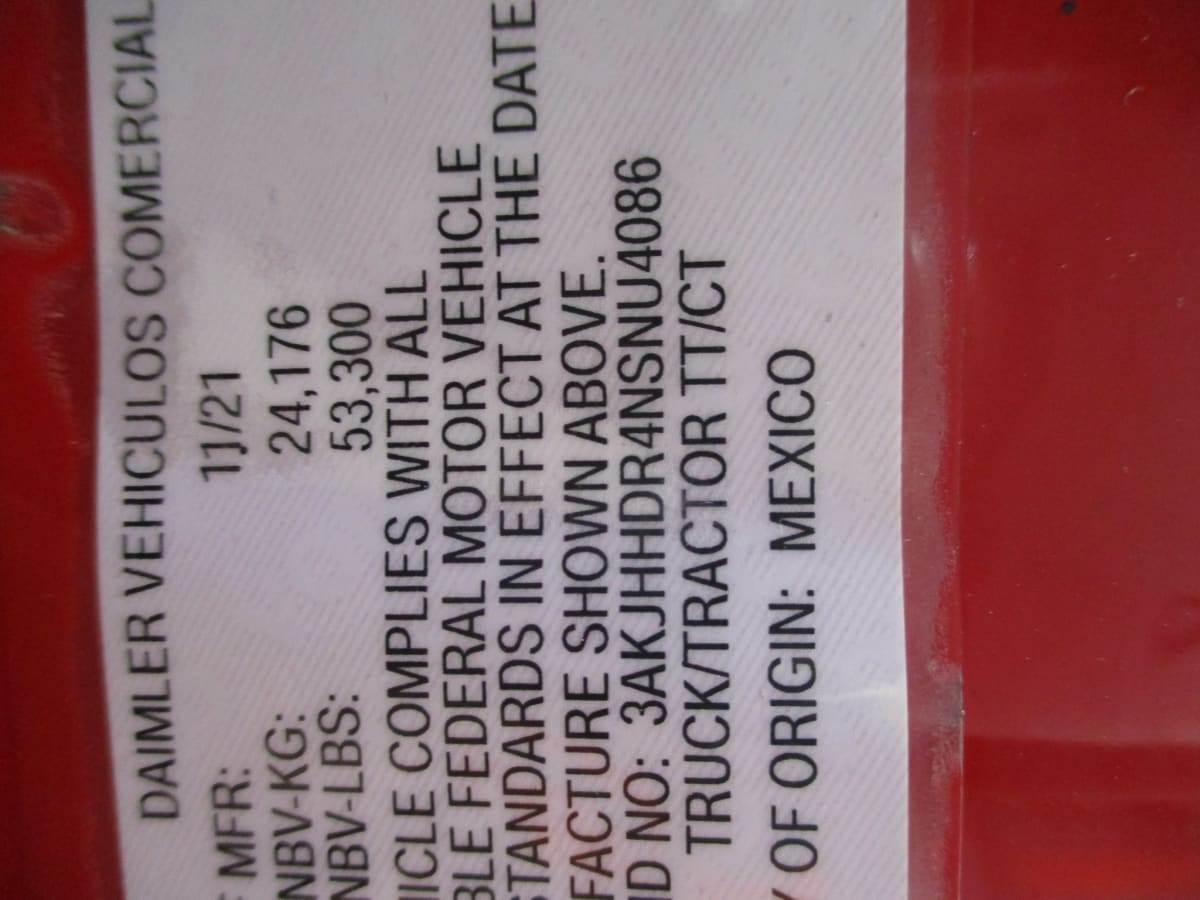 DAIMLER VEHICULOS COMERCIAL
MFR: 11/21
NBV-KG: 24,176
NBV-LBS: 53,300
HICLE COMPLIES WITH ALL
BLE FEDERAL MOTOR VEHICLE
STANDARDS IN EFFECT AT THE DATE
FACTURE SHOWN ABOVE.
ID NO: 3AKJHHDR4NSNU4086
TRUCK/TRACTOR TT/CT
Y OF ORIGIN: MEXICO